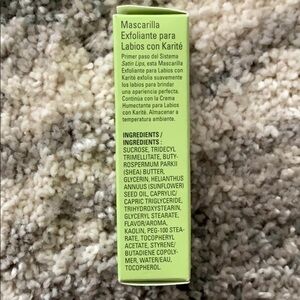 Mascarilla
Exfoliante para
Labios con Karité
Primer paso del Sistema
Satin Lips, esta Mascarilla
Exfoliante para Labios con
Karité exfolia suavemente
los labios para brindar
una apariencia perfecta.
Continúa con la Crema
Humectante para Labios
con Karité. Almacenar a
temperatura ambiente.
INGREDIENTS /
INGRÉDIENTS :
SUCROSE, TRIDECYL
TRIMELLITATE, BUTY-
ROSPERMUM PARKII
(SHEA) BUTTER,
GLYCERIN, HELIANTHUS
ANNUUS (SUNFLOWER)
SEED OIL, CAPRYLIC/
CAPRIC TRIGLYCERIDE,
TRIHYDROXYSTEARIN,
GLYCERYL STEARATE,
FLAVOR/AROMA,
KAOLIN, PEG-100 STEA-
RATE, TOCOPHERYL
ACETATE, STYRENE/
BUTADIENE COPOLY-
MER, WATER/EAU,
TOCOPHEROL.